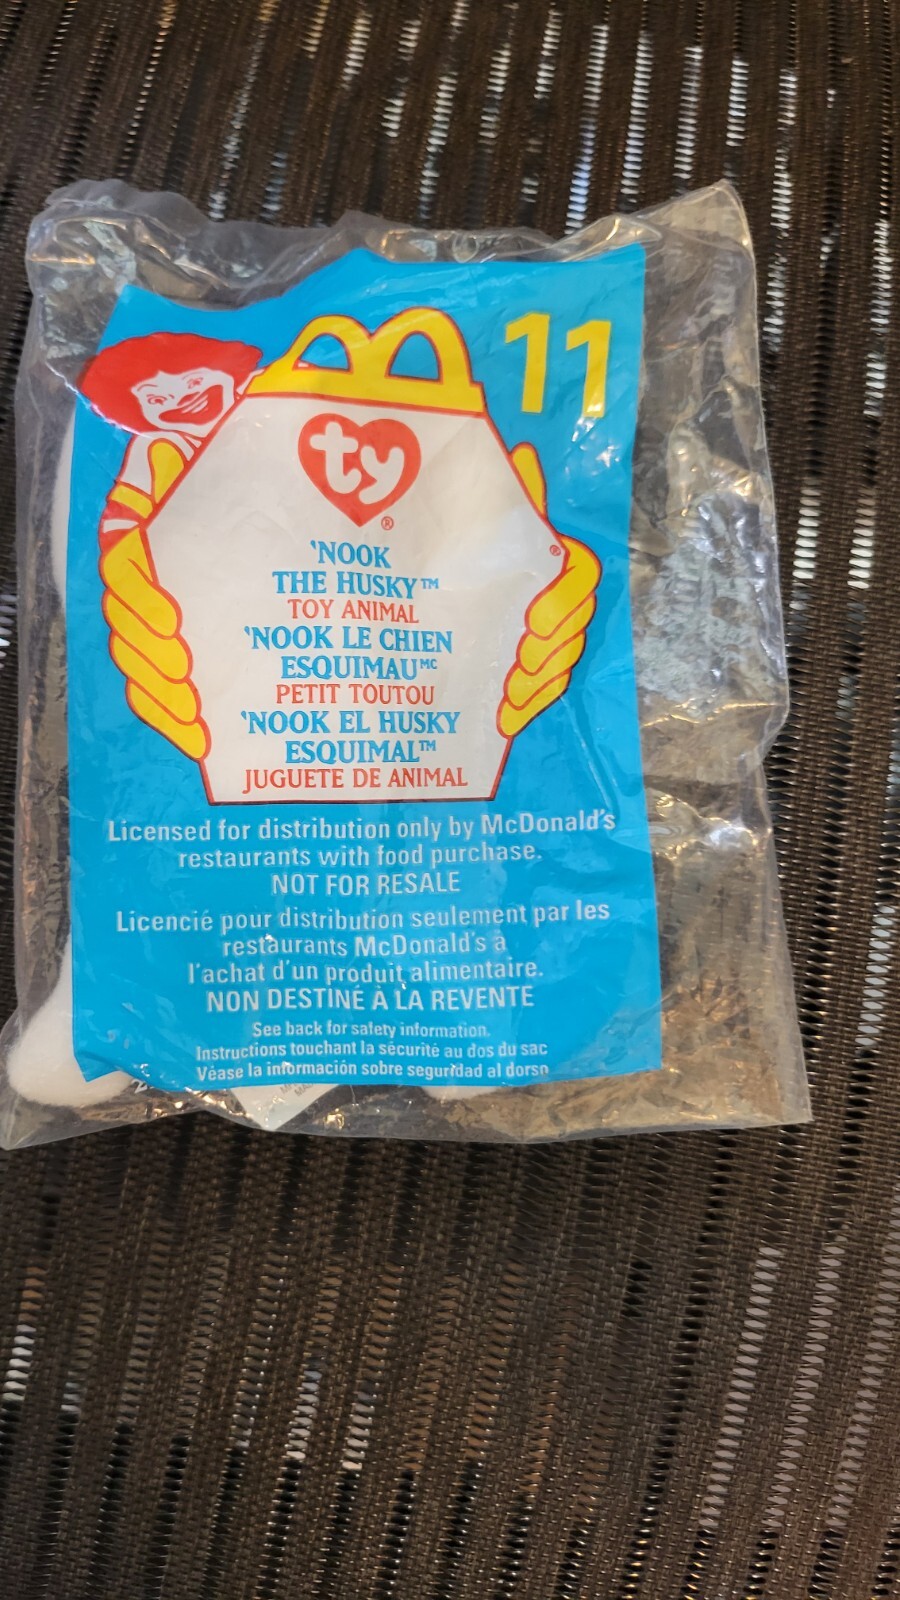 11
ty
®
'NOOK
THE HUSKY™
TOY ANIMAL
'NOOK LE CHIEN
ESQUIMAU MC
PETIT TOUTOU
'NOOK EL HUSKY
ESQUIMAL™
JUGUETE DE ANIMAL
®
Licensed for distribution only by McDonald's
restaurants with food purchase.
NOT FOR RESALE
Licencié pour distribution seulement par les
restaurants McDonald's a
l'achat d'un produit alimentaire.
NON DESTINÉ À LA REVENTE
See back for safety information.
Instructions touchant la sécurité au dos du sac
Véase la información sobre seguridad al dorso